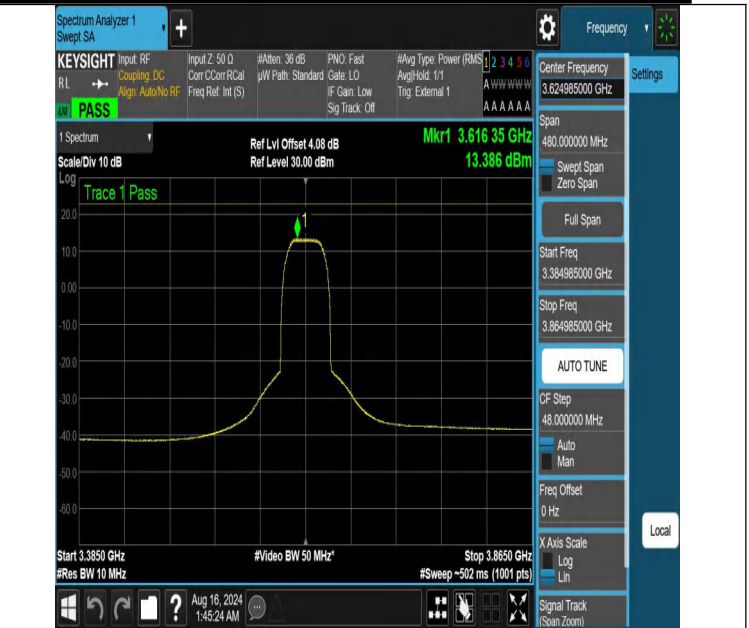 Spectrum Analyzer 1
Swept SA
+
Frequency
KEYSIGHT
RL
LXI
PASS
Input: RF
Coupling: DC
Align: Auto/No RF
Input Z: 50 Ω
Corr CCorr RCal
Freq Ref: Int (S)
#Atten: 36 dB
µW Path: Standard
PNO: Fast
Gate: LO
IF Gain: Low
Sig Track: Off
#Avg Type: Power (RMS
Avg|Hold: 1/1
Trig: External 1
1 2 3 4 5 6
A W W W W W
A A A A A A
1 Spectrum
Scale/Div 10 dB
Ref Lvl Offset 4.08 dB
Ref Level 30.00 dBm
Mkr1 3.616 35 GHz
13.386 dBm
Log
Trace 1 Pass
1
20.0
10.0
0.00
-10.0
-20.0
-30.0
-40.0
-50.0
-60.0
Start 3.3850 GHz
#Res BW 10 MHz
#Video BW 50 MHz*
Stop 3.8650 GHz
#Sweep ~502 ms (1001 pts)
Center Frequency
3.624985000 GHz
Settings
Span
480.000000 MHz
Swept Span
Zero Span
Full Span
Start Freq
3.384985000 GHz
Stop Freq
3.864985000 GHz
AUTO TUNE
CF Step
48.000000 MHz
Auto
Man
Freq Offset
0 Hz
X Axis Scale
Log
Lin
Signal Track
(Span Zoom)
Local
?
Aug 16, 2024
1:45:24 AM